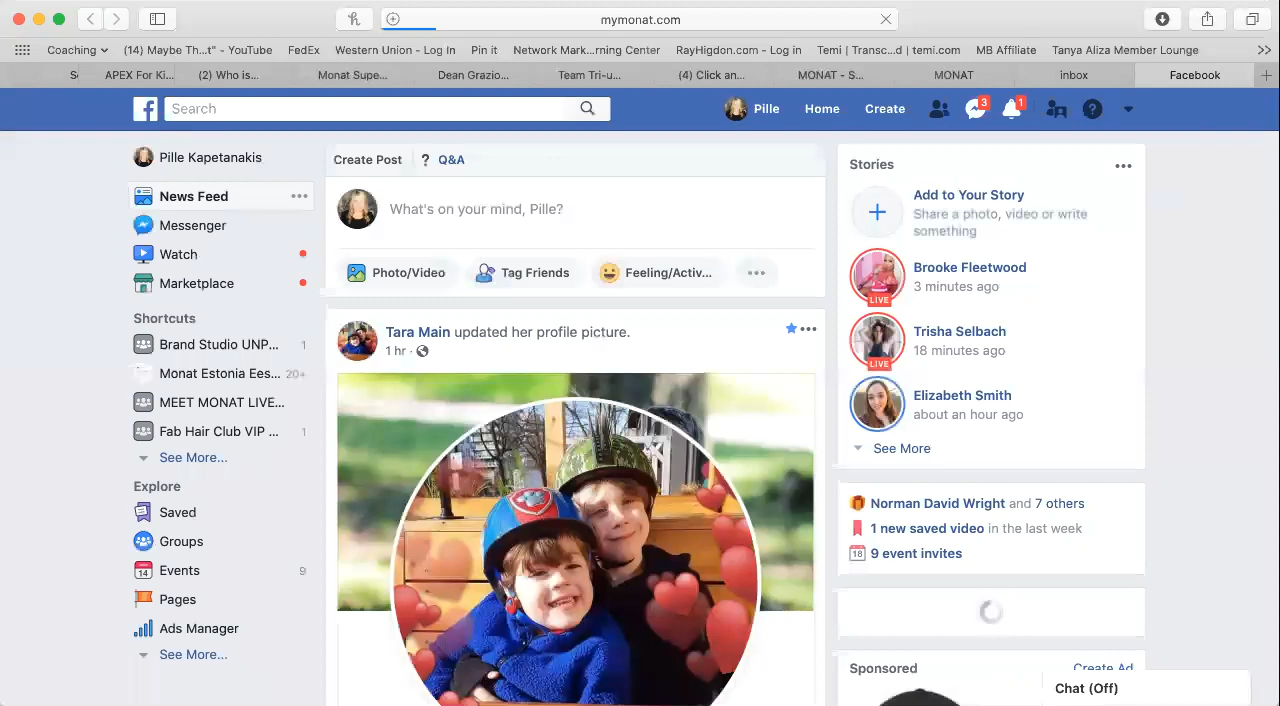 mymonat.com
Coaching
(14) Maybe Th...t" - YouTube
FedEx
Western Union - Log In
Pin it
Network Mark...rning Center
RayHigdon.com - Log in
Temi | Transc...d | temi.com
MB Affiliate
Tanya Aliza Member Lounge
APEX For Ki...
(2) Who is...
Monat Supe...
Dean Grazio...
Team Tri-u...
(4) Click an...
MONAT - S...
MONAT
inbox
Facebook
Search
Pille
Home
Create
3
1
Pille Kapetanakis
News Feed
Messenger
Watch
Marketplace
Shortcuts
Brand Studio UNP... 1
Monat Estonia Ees... 20+
MEET MONAT LIVE...
Fab Hair Club VIP ... 1
See More...
Explore
Saved
Groups
Events 9
Pages
Ads Manager
See More...
Create Post
? Q&A
What's on your mind, Pille?
Photo/Video
Tag Friends
Feeling/Activ...
Tara Main updated her profile picture.
1 hr
Stories
Add to Your Story
Share a photo, video or write
something
Brooke Fleetwood
3 minutes ago
LIVE
Trisha Selbach
18 minutes ago
LIVE
Elizabeth Smith
about an hour ago
See More
Norman David Wright and 7 others
1 new saved video in the last week
18 9 event invites
Sponsored
Create Ad
Chat (Off)